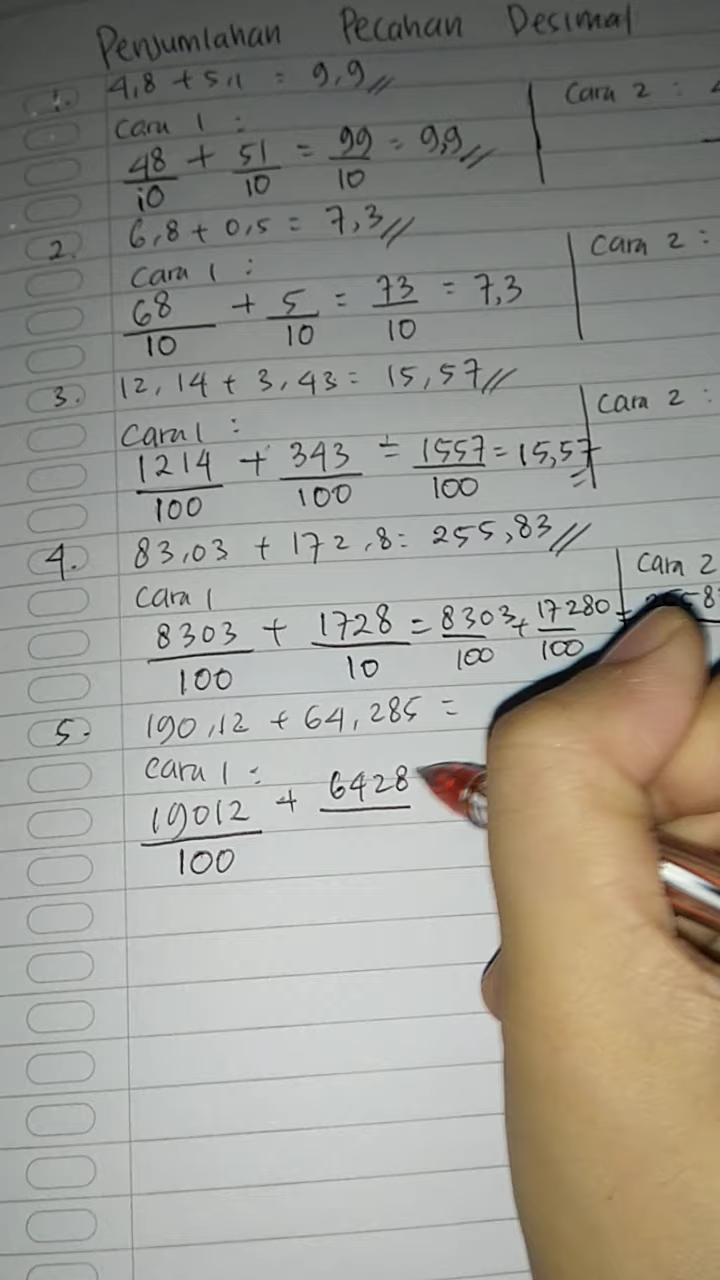 Penjumlahan Pecahan Desimal
1. 4,8 + 5,1 = 9,9 //
Cara 1 :
48/10 + 51/10 = 99/10 = 9,9 //
Cara 2 :
2. 6,8 + 0,5 = 7,3 //
Cara 1 :
68/10 + 5/10 = 73/10 = 7,3
Cara 2 :
3. 12,14 + 3,43 = 15,57 //
Cara 1 :
1214/100 + 343/100 = 1557/100 = 15,57
Cara 2 :
4. 83,03 + 172,8 = 255,83 //
Cara 1
8303/100 + 1728/10 = 8303/100 + 17280/100 =
Cara 2
5. 190,12 + 64,285 =
Cara 1 :
19012/100 + 6428